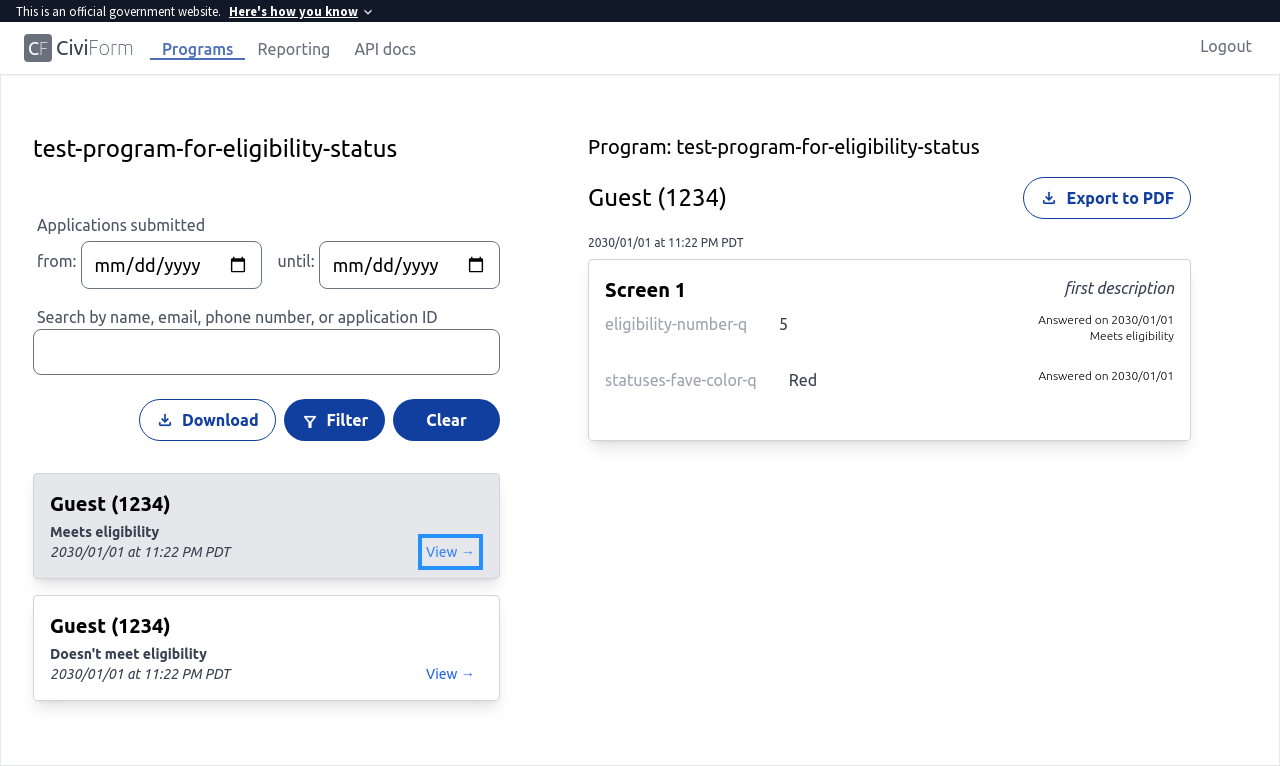 This is an official government website. Here's how you know
CF CiviForm Programs Reporting API docs Logout
test-program-for-eligibility-status
Applications submitted
from: mm/dd/yyyy until: mm/dd/yyyy
Search by name, email, phone number, or application ID
Download Filter Clear
Guest (1234)
Meets eligibility
2030/01/01 at 11:22 PM PDT View →
Guest (1234)
Doesn't meet eligibility
2030/01/01 at 11:22 PM PDT View →
Program: test-program-for-eligibility-status
Guest (1234) Export to PDF
2030/01/01 at 11:22 PM PDT
Screen 1 first description
eligibility-number-q 5 Answered on 2030/01/01
Meets eligibility
statuses-fave-color-q Red Answered on 2030/01/01